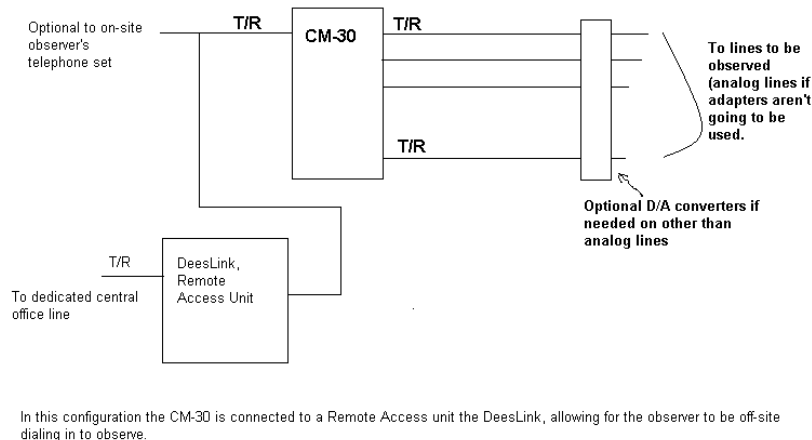 Optional to on-site
observer's
telephone set
T/R
CM-30
T/R
To lines to be
observed
(analog lines if
adapters aren't
going to be
used.
T/R
Optional D/A converters if
needed on other than
analog lines
T/R
DeesLink,
Remote
Access Unit
To dedicated central
office line
In this configuration the CM-30 is connected to a Remote Access unit the DeesLink, allowing for the observer to be off-site
dialing in to observe.